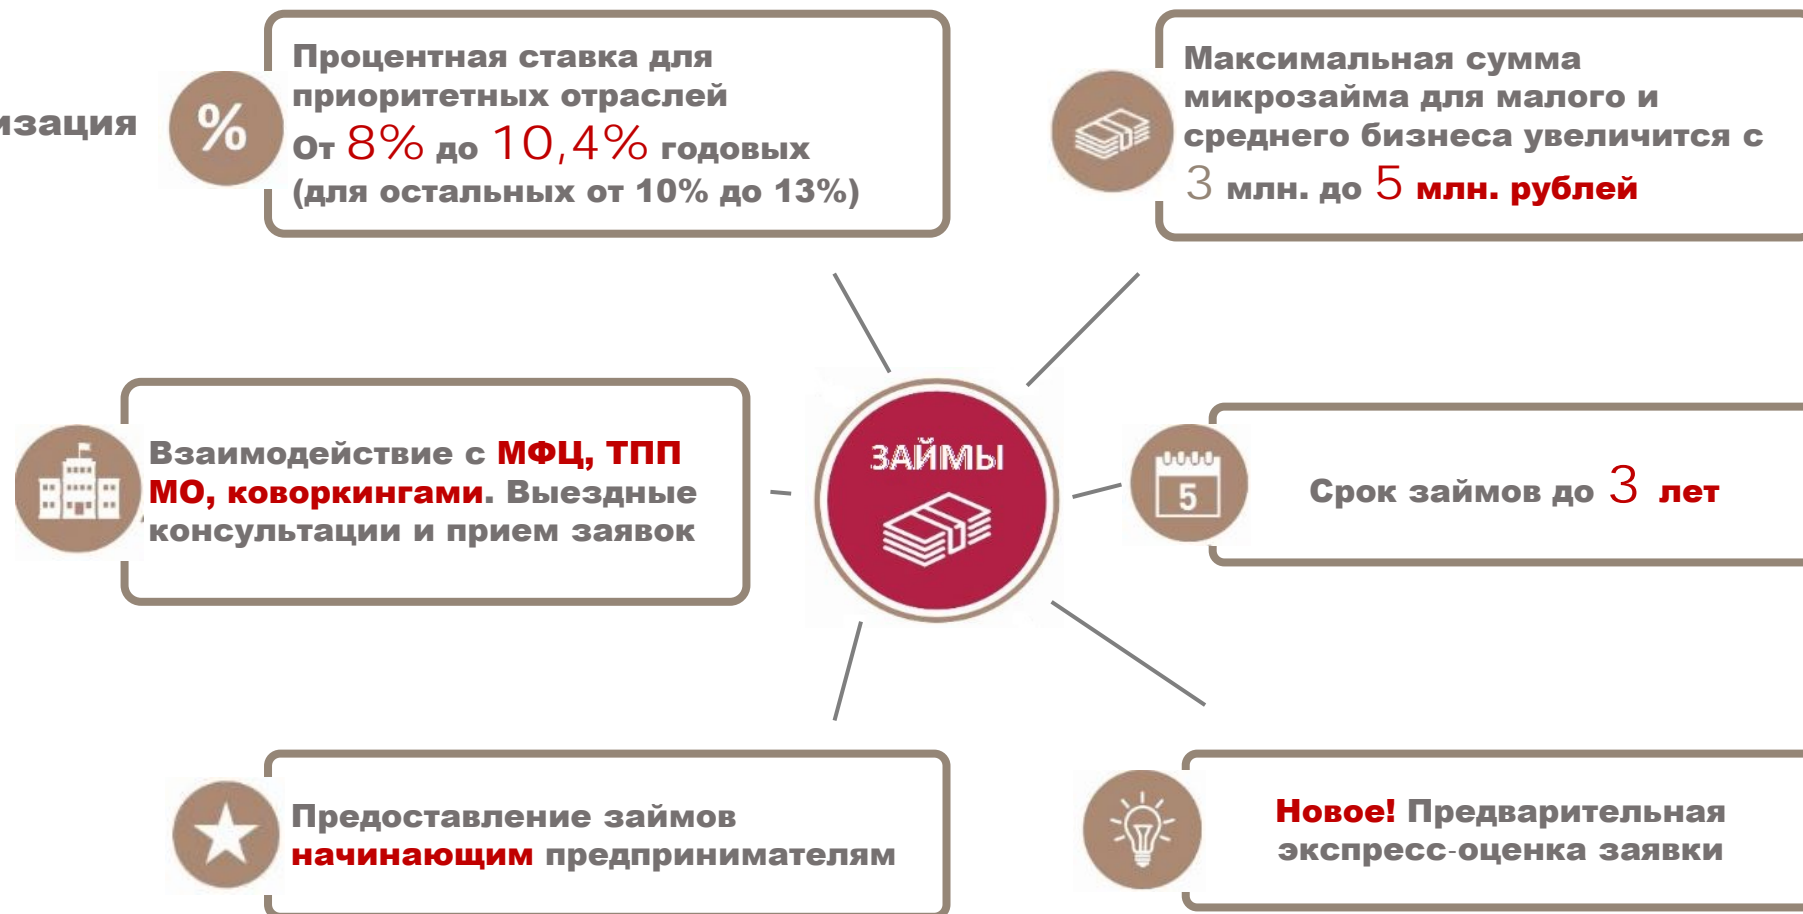 Процентная ставка для
приоритетных отраслей
От 8% до 10,4% годовых
(для остальных от 10% до 13%)
Максимальная сумма
микрозайма для малого и
среднего бизнеса увеличится с
3 млн. до 5 млн. рублей
изация
%
Взаимодействие с МФЦ, ТПП
МО, коворкингами. Выездные
консультации и прием заявок
ЗАЙМЫ
5
Срок займов до 3 лет
Предоставление займов
начинающим предпринимателям
Новое! Предварительная
экспресс-оценка заявки